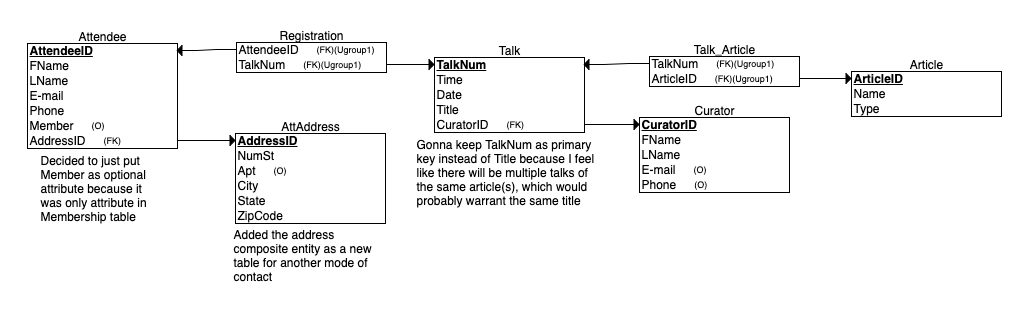 Attendee
AttendeeID
FName
LName
E-mail
Phone
Member (O)
AddressID (FK)
Decided to just put
Member as optional
attribute because it
was only attribute in
Membership table
Registration
AttendeeID (FK)(Ugroup1)
TalkNum (FK)(Ugroup1)
AttAddress
AddressID
NumSt
Apt (O)
City
State
ZipCode
Added the address
composite entity as a new
table for another mode of
contact
Talk
TalkNum
Time
Date
Title
CuratorID (FK)
Gonna keep TalkNum as primary
key instead of Title because I feel
like there will be multiple talks of
the same article(s), which would
probably warrant the same title
Talk_Article
TalkNum (FK)(Ugroup1)
ArticleID (FK)(Ugroup1)
Curator
CuratorID
FName
LName
E-mail (O)
Phone (O)
Article
ArticleID
Name
Type